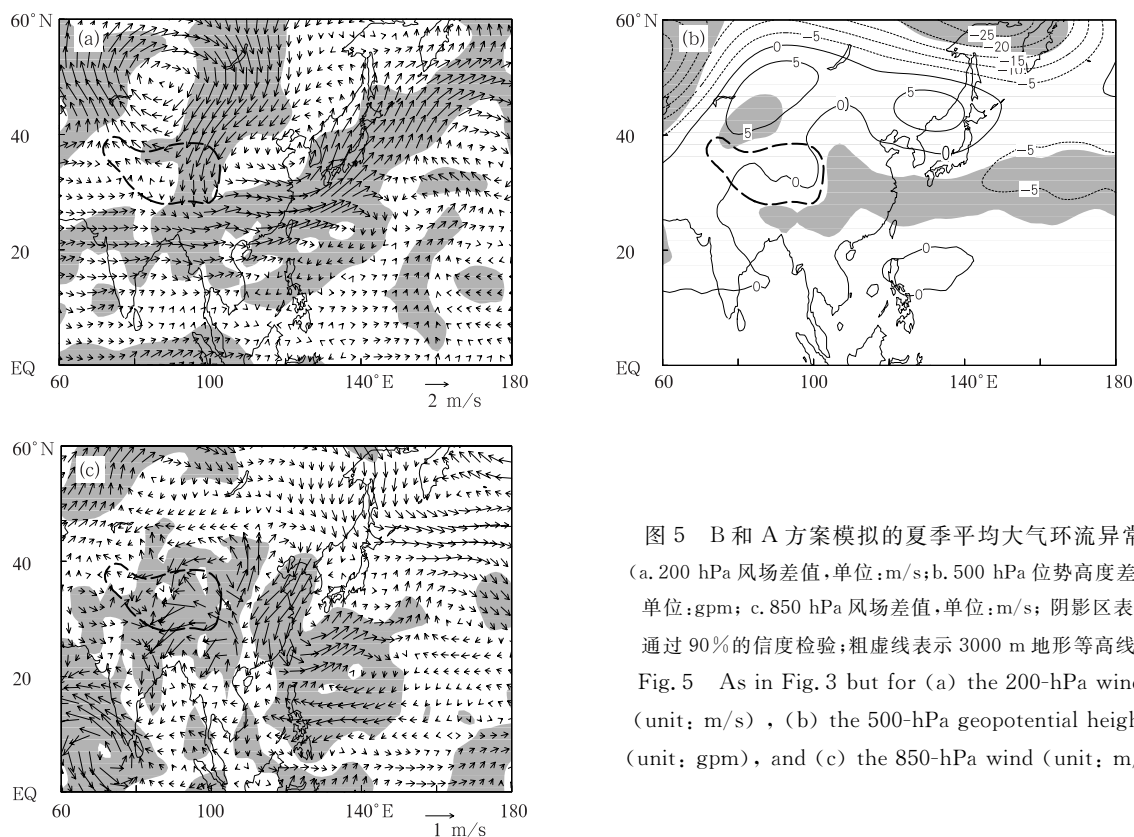 60°N
(a)
40
20
EQ
60
100
140°E
180
2 m/s
60°N
(b)
-25
-20
-15
-10
-5
-5
0
5
0
5
5
0
0
-5
-5
0
0
0
40
20
EQ
60
100
140°E
180
60°N
(c)
40
20
EQ
60
100
140°E
180
1 m/s
图 5 B 和 A 方案模拟的夏季平均大气环流异常
(a.200 hPa 风场差值,单位:m/s;b.500 hPa 位势高度差
单位:gpm; c.850 hPa 风场差值,单位:m/s; 阴影区表
通过 90%的信度检验;粗虚线表示 3000 m 地形等高线
Fig.5 As in Fig.3 but for (a) the 200-hPa wind
(unit: m/s), (b) the 500-hPa geopotential heigh
(unit: gpm), and (c) the 850-hPa wind (unit: m/